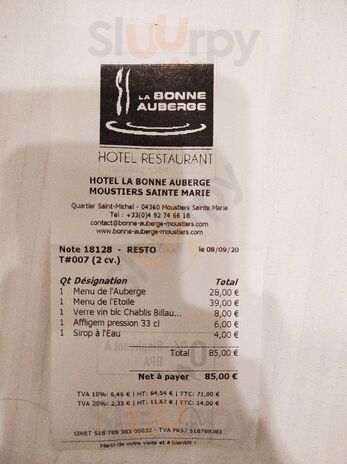 Sluurpy
LA BONNE
AUBERGE
HOTEL RESTAURANT
HOTEL LA BONNE AUBERGE
MOUSTIERS SAINTE MARIE
Quartier Saint-Michel - 04360 Moustiers Sainte Marie
Tel : +33(0)4 92 74 66 18
contact@bonne-auberge-moustiers.com
www.bonne-auberge-moustiers.com
Note 18128 - RESTO le 08/09/20
T#007 (2 cv.)
Qt Désignation Total
1 Menu de l'Auberge 28,00 €
1 Menu de l'Etoile 39,00 €
1 Verre vin blc Chablis Billau... 8,00 €
1 Affligem pression 33 cl 6,00 €
1 Sirop à l'Eau 4,00 €
Total 85,00 €
Net à payer 85,00 €
TVA 10%: 6,46 € | HT: 64,54 € | TTC: 71,00 €
TVA 20%: 2,33 € | HT: 11,67 € | TTC: 14,00 €
SIRET 518 789 383 00032 - TVA FR57 518789383
Merci de votre visite et à bientôt !